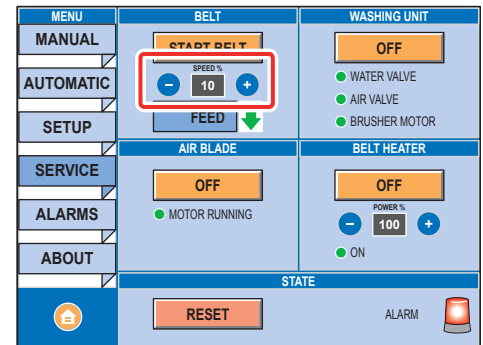 MENU
MANUAL
AUTOMATIC
SETUP
SERVICE
ALARMS
ABOUT
BELT
START BELT
SPEED %
- 10 +
FEED
WASHING UNIT
OFF
WATER VALVE
AIR VALVE
BRUSHER MOTOR
AIR BLADE
OFF
MOTOR RUNNING
BELT HEATER
OFF
POWER %
- 100 +
ON
STATE
RESET
ALARM